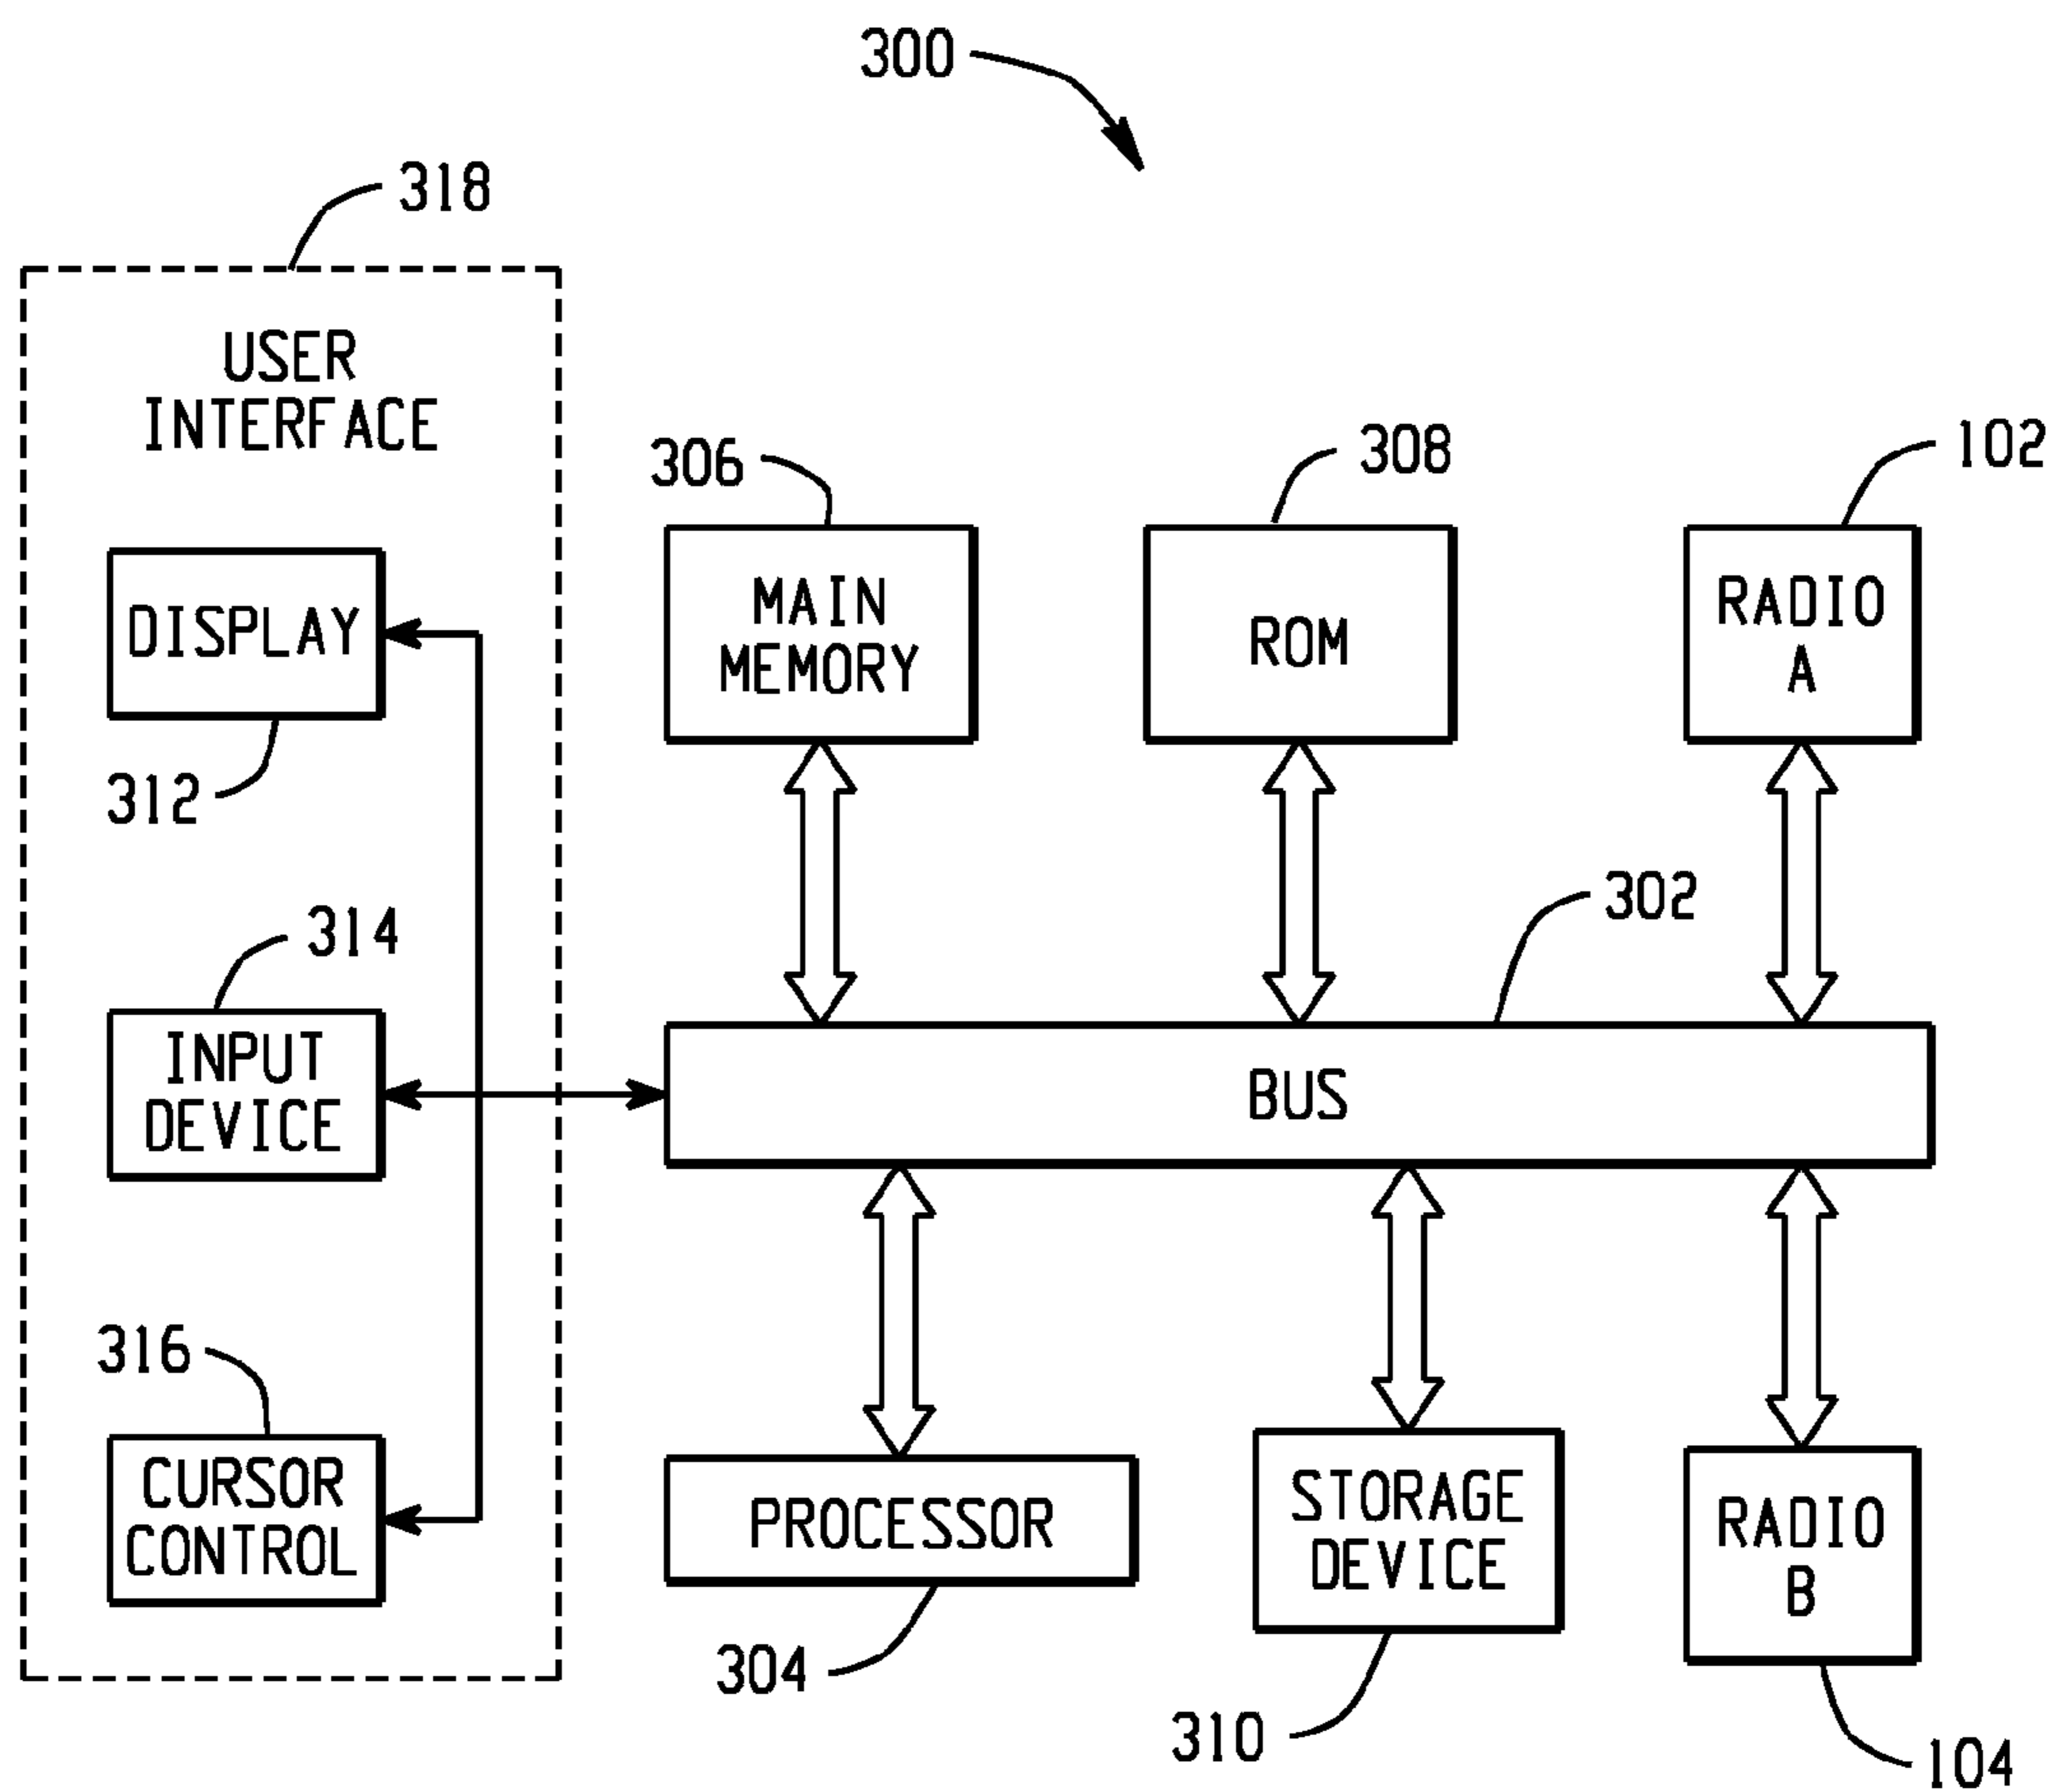 300
318
USER
INTERFACE
306
308
102
DISPLAY
MAIN
MEMORY
ROM
RADIO
A
312
314
302
INPUT
DEVICE
BUS
316
CURSOR
CONTROL
PROCESSOR
STORAGE
DEVICE
RADIO
B
304
310
104